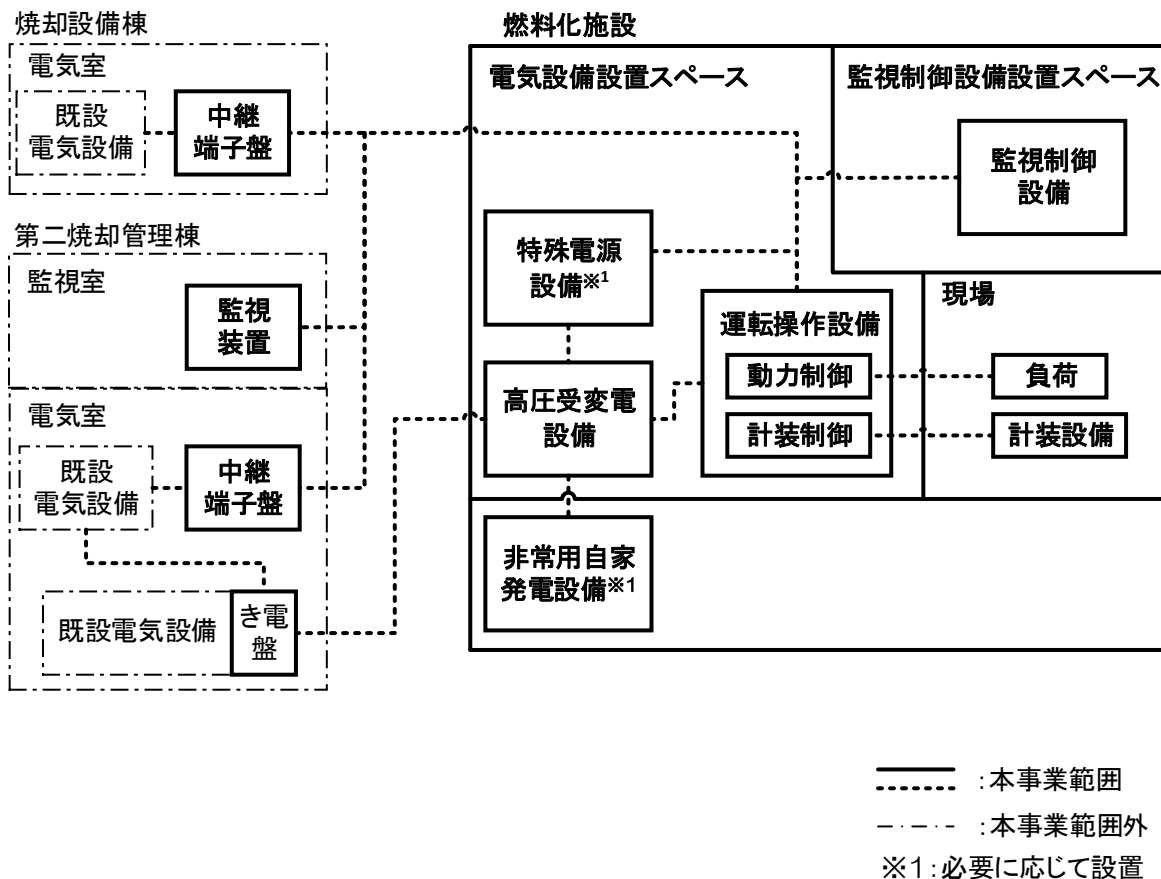 焼却設備棟
電気室
既設
電気設備
中継
端子盤
第二焼却管理棟
監視室
監視
装置
電気室
既設
電気設備
中継
端子盤
既設電気設備
き電
盤
燃料化施設
電気設備設置スペース
監視制御設備設置スペース
監視制御
設備
特殊電源
設備※1
現場
運転操作設備
動力制御
計装制御
負荷
計装設備
高圧受変電
設備
非常用自家
発電設備※1
:本事業範囲
:本事業範囲外
※1:必要に応じて設置